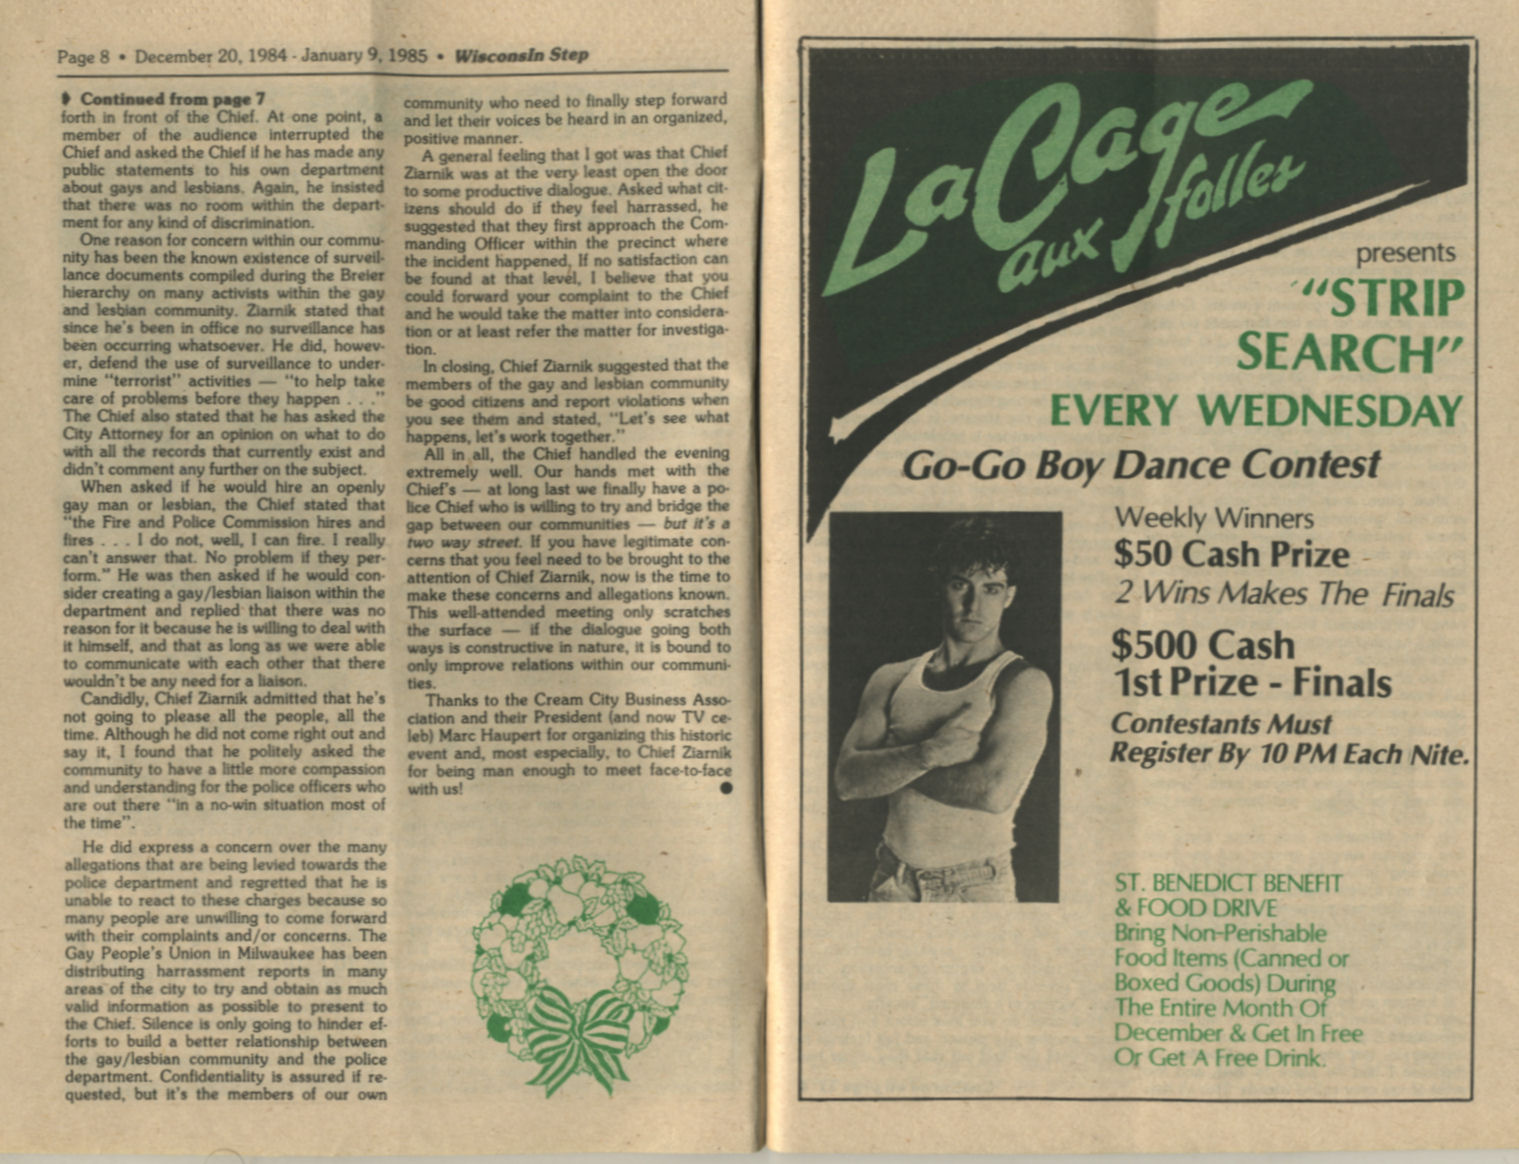 Page 8 • December 20, 1984 - January 9, 1985 • Wisconsin Step
Continued from page 7
forth in front of the Chief. At one point, a
member of the audience interrupted the
Chief and asked the Chief if he has made any
public statements to his own department
about gays and lesbians. Again, he insisted
that there was no room within the depart-
ment for any kind of discrimination.
One reason for concern within our commu-
nity has been the known existence of surveil-
lance documents compiled during the Breier
hierarchy on many activists within the gay
and lesbian community. Ziarnik stated that
since he's been in office no surveillance has
been occurring whatsoever. He did, howev-
er, defend the use of surveillance to under-
mine "terrorist" activities — "to help take
care of problems before they happen . . ."
The Chief also stated that he has asked the
City Attorney for an opinion on what to do
with all the records that currently exist and
didn't comment any further on the subject.
When asked if he would hire an openly
gay man or lesbian, the Chief stated that
"the Fire and Police Commission hires and
fires . . . I do not, well, I can fire. I really
can't answer that. No problem if they per-
form." He was then asked if he would con-
sider creating a gay/lesbian liaison within the
department and replied that there was no
reason for it because he is willing to deal with
it himself, and that as long as we were able
to communicate with each other that there
wouldn't be any need for a liaison.
Candidly, Chief Ziarnik admitted that he's
not going to please all the people, all the
time. Although he did not come right out and
say it, I found that he politely asked the
community to have a little more compassion
and understanding for the police officers who
are out there "in a no-win situation most of
the time".
He did express a concern over the many
allegations that are being levied towards the
police department and regretted that he is
unable to react to these charges because so
many people are unwilling to come forward
with their complaints and/or concerns. The
Gay People's Union in Milwaukee has been
distributing harrassment reports in many
areas of the city to try and obtain as much
valid information as possible to present to
the Chief. Silence is only going to hinder ef-
forts to build a better relationship between
the gay/lesbian community and the police
department. Confidentiality is assured if re-
quested, but it's the members of our own
community who need to finally step forward
and let their voices be heard in an organized,
positive manner.
A general feeling that I got was that Chief
Ziarnik was at the very least open the door
to some productive dialogue. Asked what cit-
izens should do if they feel harrassed, he
suggested that they first approach the Com-
manding Officer within the precinct where
the incident happened, If no satisfaction can
be found at that level, I believe that you
could forward your complaint to the Chief
and he would take the matter into considera-
tion or at least refer the matter for investiga-
tion.
In closing, Chief Ziarnik suggested that the
members of the gay and lesbian community
be good citizens and report violations when
you see them and stated, "Let's see what
happens, let's work together."
All in all, the Chief handled the evening
extremely well. Our hands met with the
Chief's — at long last we finally have a po-
lice Chief who is willing to try and bridge the
gap between our communities — but it's a
two way street. If you have legitimate con-
cerns that you feel need to be brought to the
attention of Chief Ziarnik, now is the time to
make these concerns and allegations known.
This well-attended meeting only scratches
the surface — if the dialogue going both
ways is constructive in nature, it is bound to
only improve relations within our communi-
ties.
Thanks to the Cream City Business Asso-
ciation and their President (and now TV ce-
leb) Marc Haupert for organizing this historic
event and, most especially, to Chief Ziarnik
for being man enough to meet face-to-face
with us!
La Cage
aux folles
presents
"STRIP
SEARCH"
EVERY WEDNESDAY
Go-Go Boy Dance Contest
Weekly Winners
$50 Cash Prize
2 Wins Makes The Finals
$500 Cash
1st Prize - Finals
Contestants Must
Register By 10 PM Each Nite.
ST. BENEDICT BENEFIT
& FOOD DRIVE
Bring Non-Perishable
Food Items (Canned or
Boxed Goods) During
The Entire Month Of
December & Get In Free
Or Get A Free Drink.